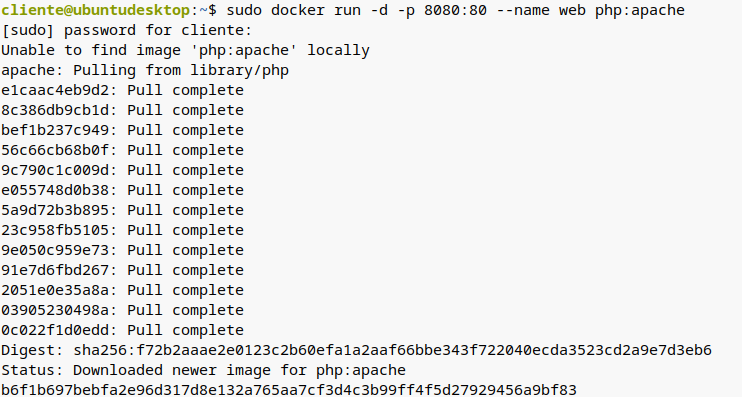 cliente@ubuntudesktop:~$ sudo docker run -d -p 8080:80 --name web php:apache
[sudo] password for cliente:
Unable to find image 'php:apache' locally
apache: Pulling from library/php
e1caac4eb9d2: Pull complete
8c386db9cb1d: Pull complete
bef1b237c949: Pull complete
56c66cb68b0f: Pull complete
9c790c1c009d: Pull complete
e055748d0b38: Pull complete
5a9d72b3b895: Pull complete
23c958fb5105: Pull complete
9e050c959e73: Pull complete
91e7d6fbd267: Pull complete
2051e0e35a8a: Pull complete
03905230498a: Pull complete
0c022f1d0edd: Pull complete
Digest: sha256:f72b2aaae2e0123c2b60efa1a2aaf66bbe343f722040ecda3523cd2a9e7d3eb6
Status: Downloaded newer image for php:apache
b6f1b697bebfa2e96d317d8e132a765aa7cf3d4c3b99ff4f5d27929456a9bf83